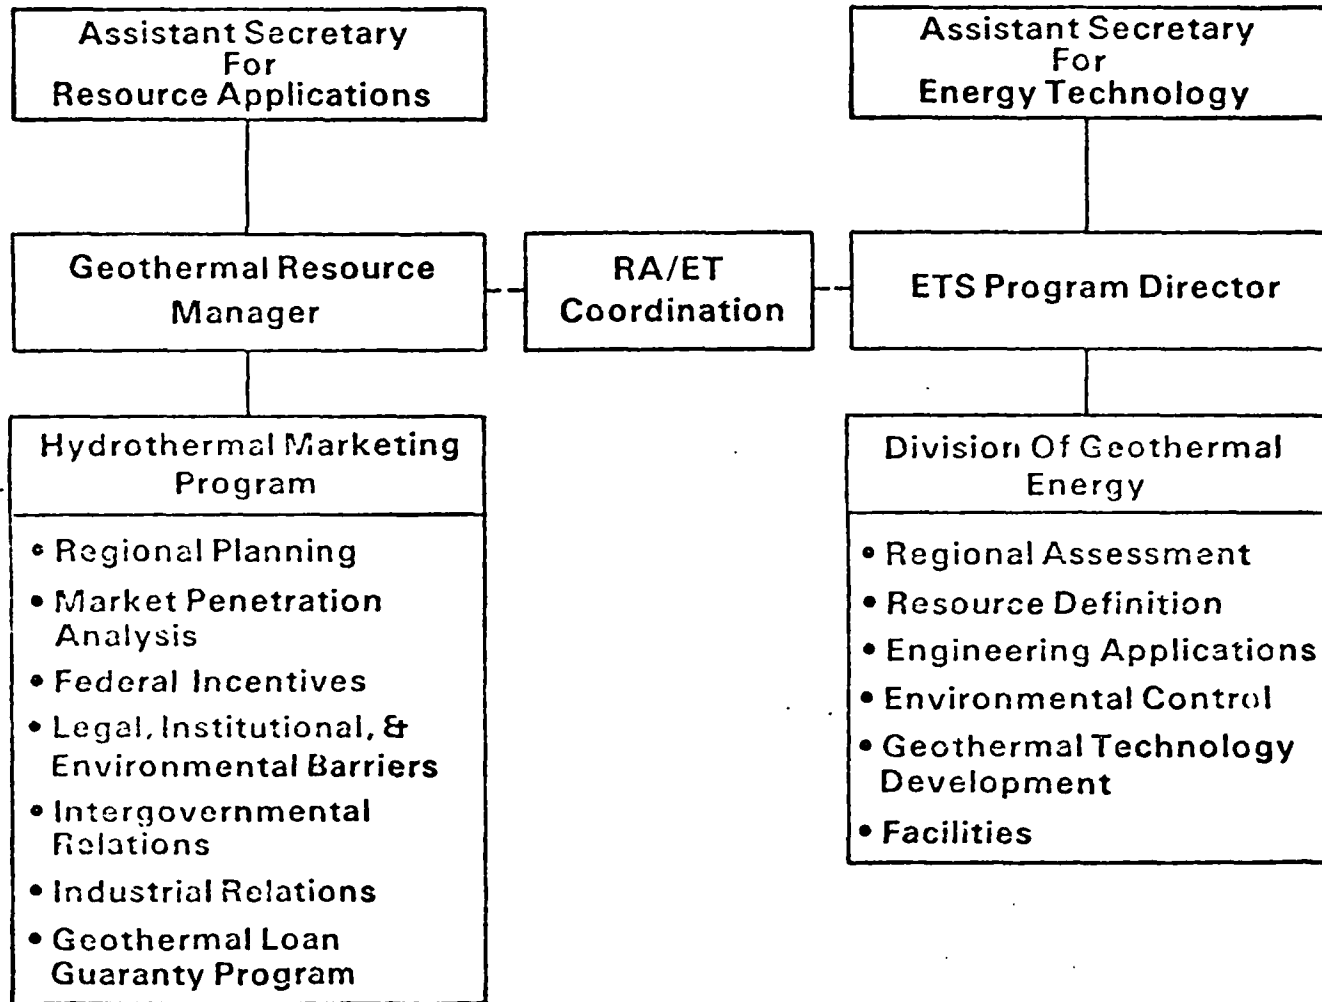 Assistant Secretary
For
Resource Applications
Assistant Secretary
For
Energy Technology
Geothermal Resource
Manager
RA/ET
Coordination
ETS Program Director
Hydrothermal Marketing
Program
• Regional Planning
• Market Penetration
Analysis
• Federal Incentives
• Legal, Institutional, &
Environmental Barriers
• Intergovernmental
Relations
• Industrial Relations
• Geothermal Loan
Guaranty Program
Division Of Geothermal
Energy
• Regional Assessment
• Resource Definition
• Engineering Applications
• Environmental Control
• Geothermal Technology
Development
• Facilities